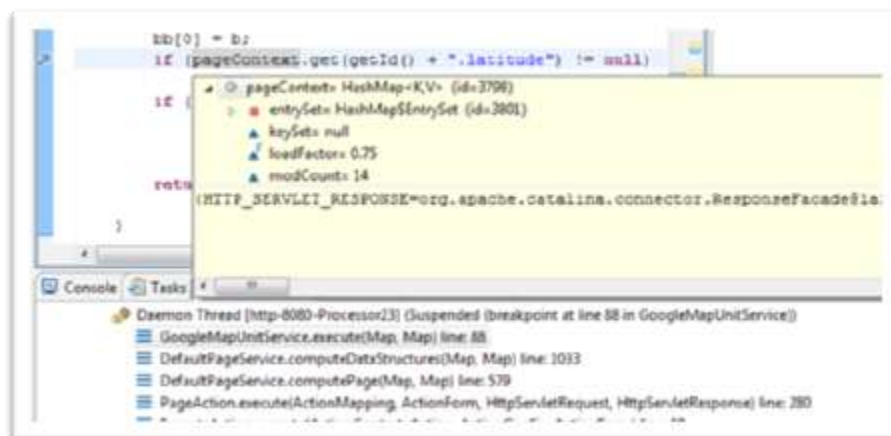 bb[0] = b;
if (pageContext.get(getId() + ".latitude") != null)
if (
pageContext= HashMap<K,V> (id=3798)
entrySet= HashMap$EntrySet (id=3801)
keySet= null
loadFactor= 0.75
modCount= 14
retu
{HTTP_SERVLET_RESPONSE=org.apache.catalina.connector.ResponseFacade@1a
}
Console Tasks
Daemon Thread [http-8080-Processor23] (Suspended (breakpoint at line 88 in GoogleMapUnitService))
GoogleMapUnitService.execute(Map, Map) line: 88
DefaultPageService.computeDataStructures(Map, Map) line: 1033
DefaultPageService.computePage(Map, Map) line: 579
PageAction.execute(ActionMapping, ActionForm, HttpServletRequest, HttpServletResponse) line: 280